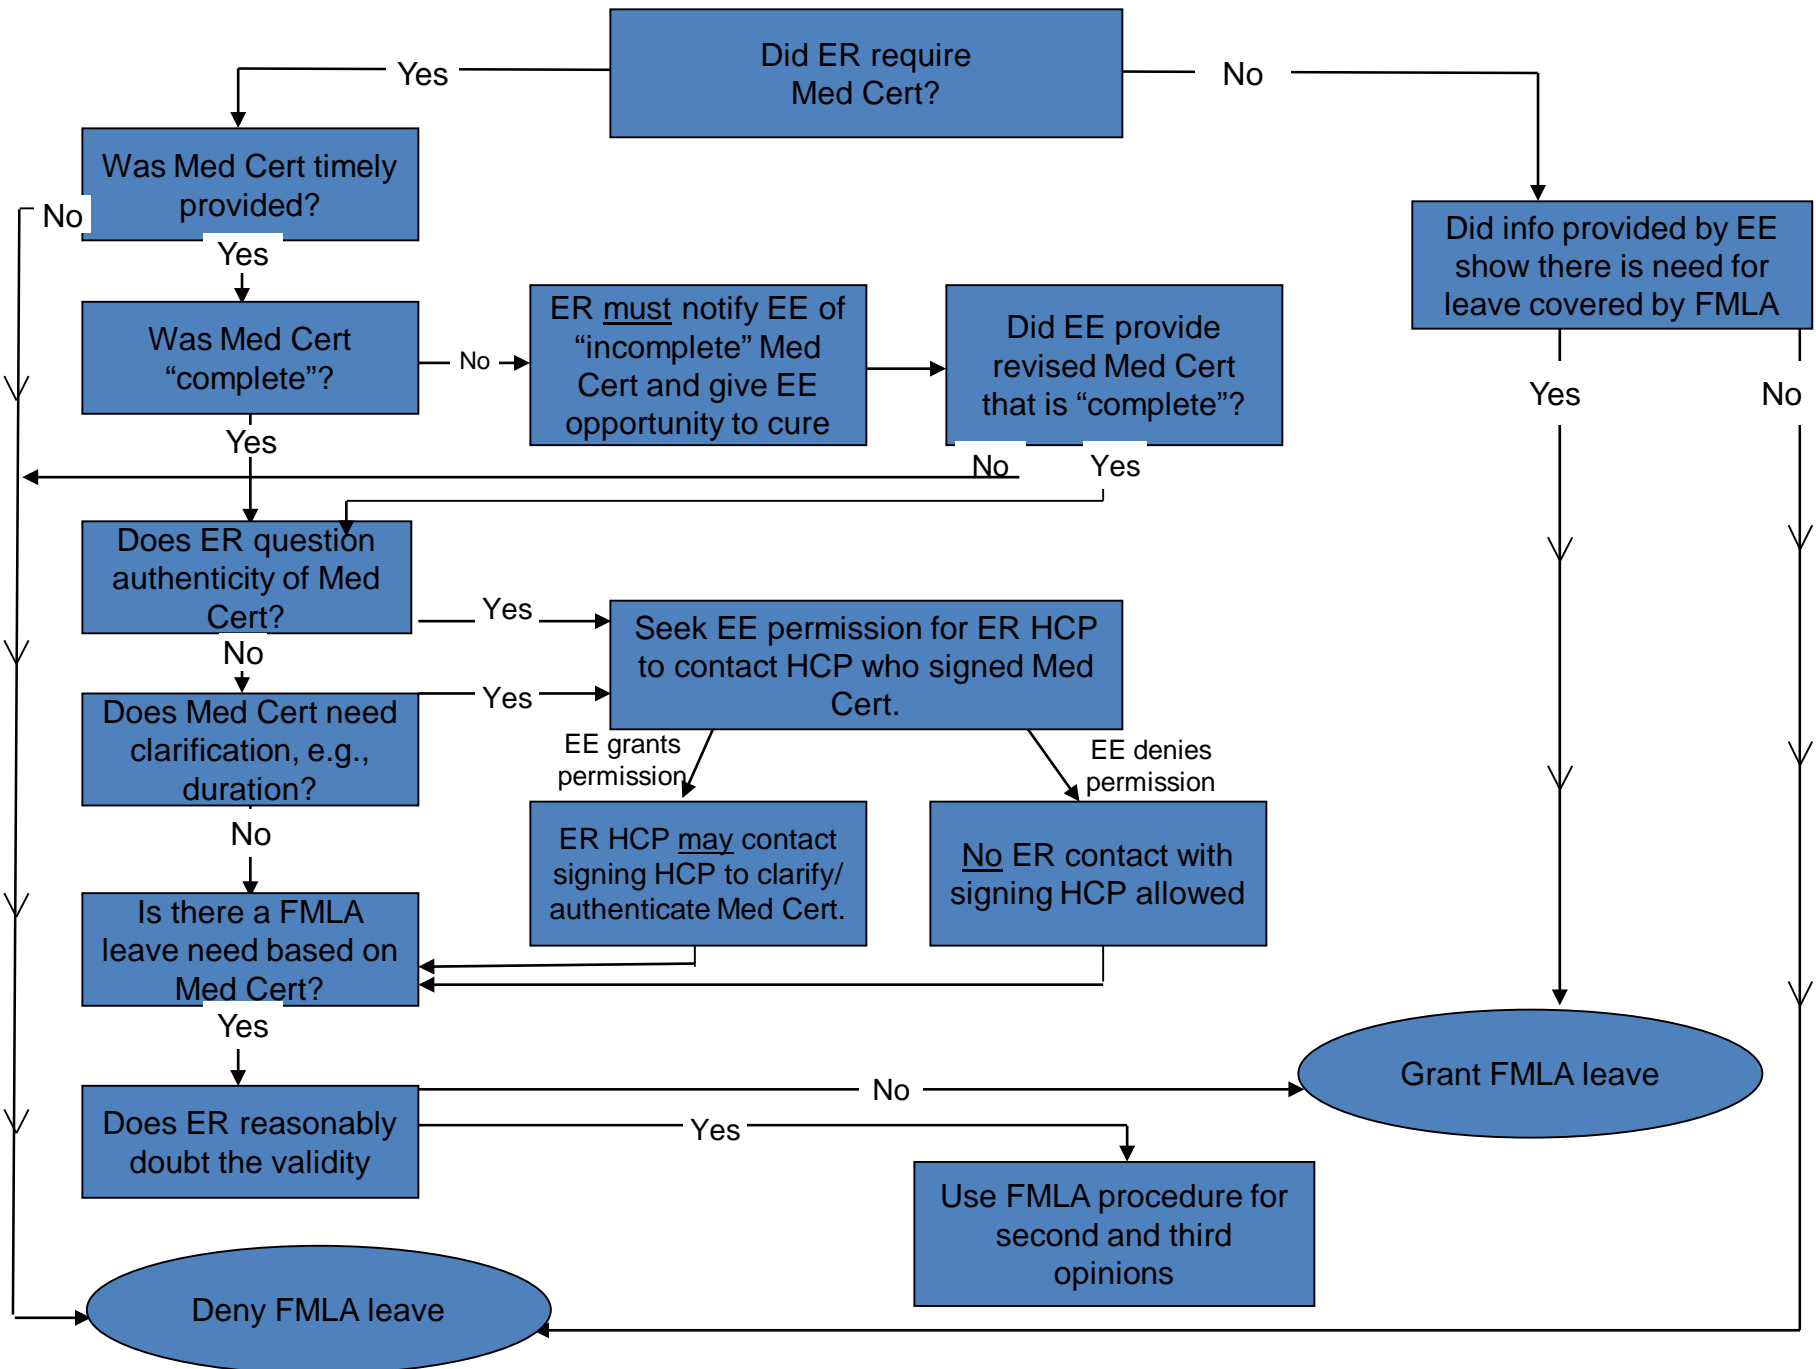 Did ER require
Med Cert?
Yes
No
Was Med Cert timely
provided?
No
Yes
Did info provided by EE
show there is need for
leave covered by FMLA
Was Med Cert
“complete”?
No
ER must notify EE of
“incomplete” Med
Cert and give EE
opportunity to cure
Did EE provide
revised Med Cert
that is “complete”?
Yes
No
Yes
No
Yes
Does ER question
authenticity of Med
Cert?
Yes
No
Seek EE permission for ER HCP
to contact HCP who signed Med
Cert.
Does Med Cert need
clarification, e.g.,
duration?
Yes
No
EE grants
permission
EE denies
permission
ER HCP may contact
signing HCP to clarify/
authenticate Med Cert.
No ER contact with
signing HCP allowed
Is there a FMLA
leave need based on
Med Cert?
Yes
Does ER reasonably
doubt the validity
No
Yes
Grant FMLA leave
Use FMLA procedure for
second and third
opinions
Deny FMLA leave